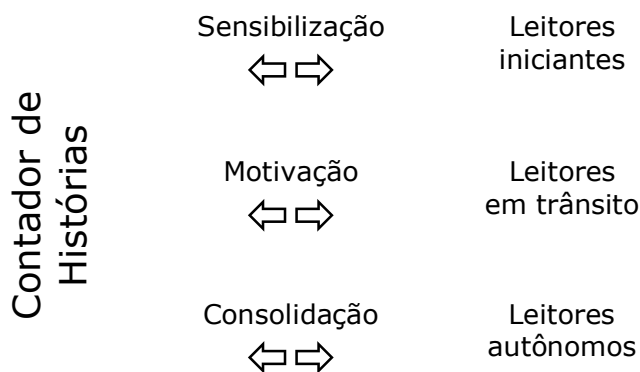 Contador de
Histórias
Sensibilização
Leitores
iniciantes
Motivação
Leitores
em trânsito
Consolidação
Leitores
autônomos